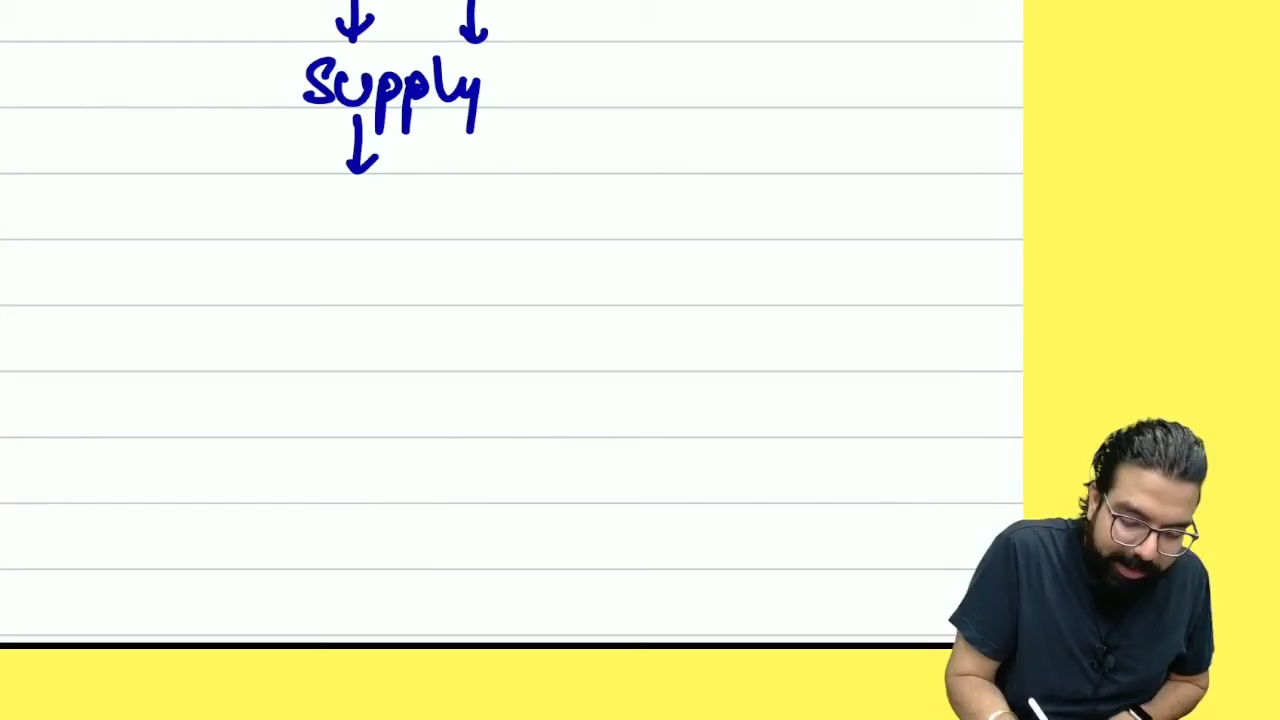 ↓ ↓
Supply
↓